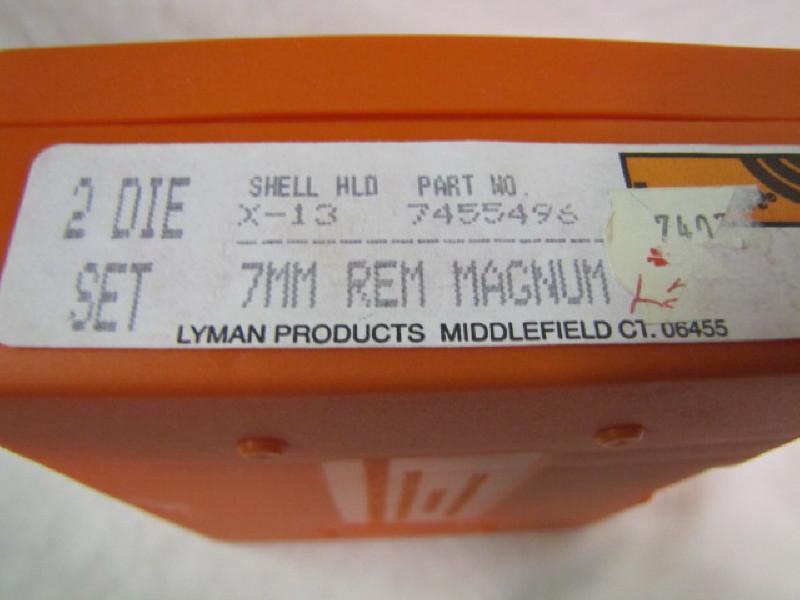 2 DIE
SET
SHELL HLD PART NO.
X-13 7455496
7MM REM MAGNUM
LYMAN PRODUCTS MIDDLEFIELD CT. 06455